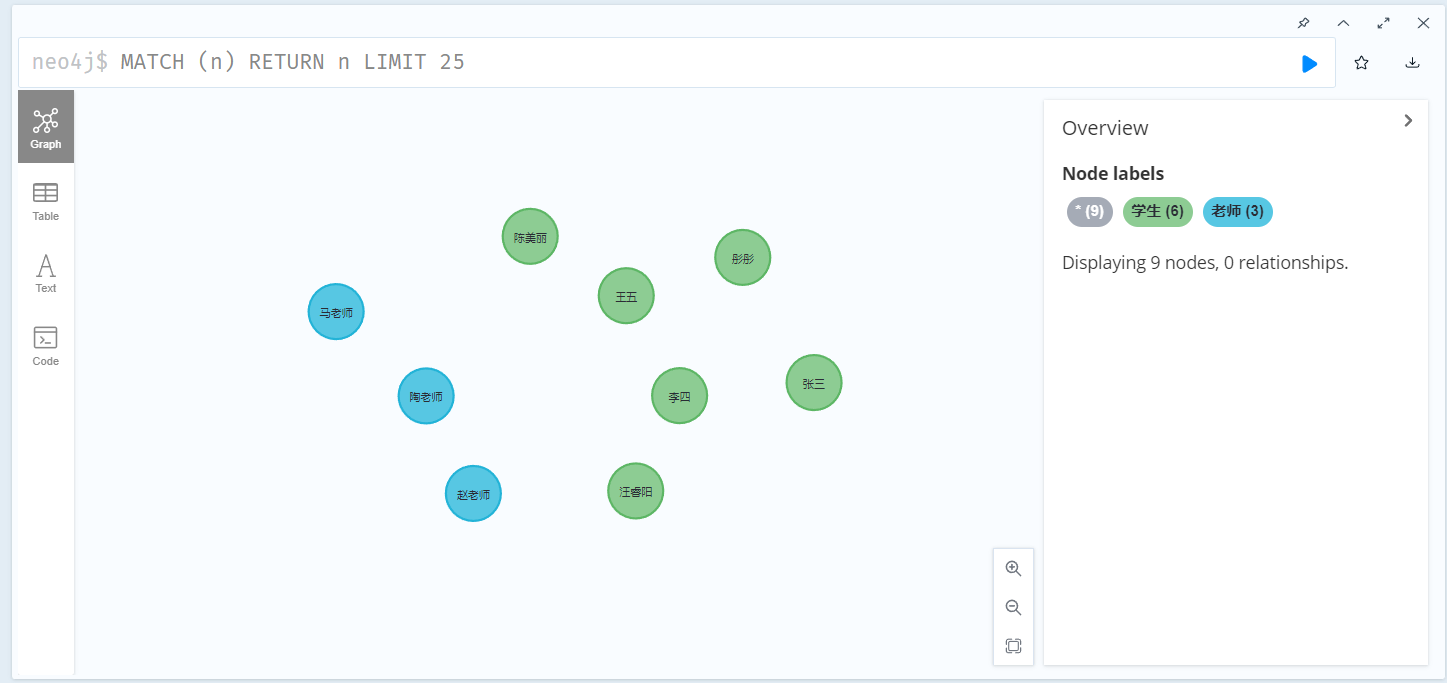 neo4j$ MATCH (n) RETURN n LIMIT 25
Graph
Table
Text
Code
陈美丽
彤彤
王五
马老师
张三
陶老师
李四
赵老师
汪睿阳
Overview
Node labels
* (9) 学生 (6) 老师 (3)
Displaying 9 nodes, 0 relationships.